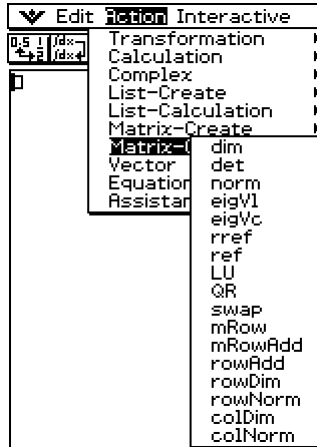 Edit Action Interactive
Transformation
Calculation
Complex
List-Create
List-Calculation
Matrix-Create
Matrix-C
Vector
Equation
Assistan
dim
det
norm
eigVl
eigVc
rref
ref
LU
QR
swap
mRow
mRowAdd
rowAdd
rowDim
rowNorm
colDim
colNorm